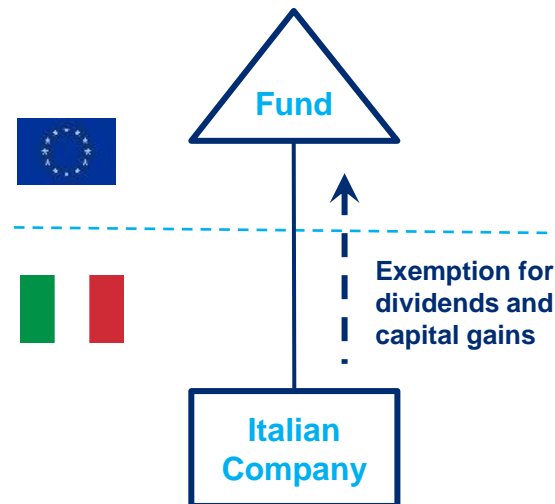 Fund
Exemption for
dividends and
capital gains
Italian
Company